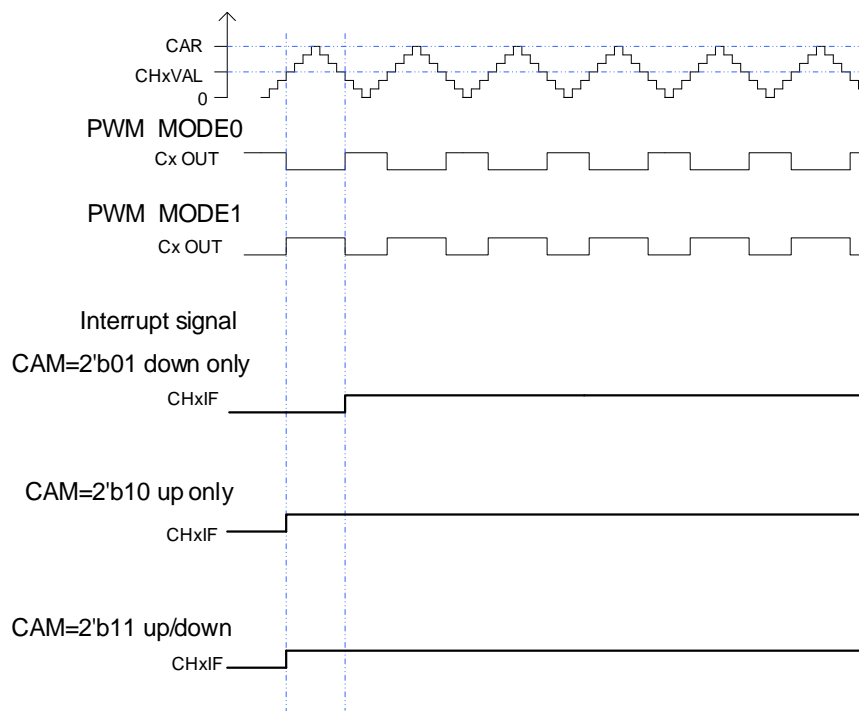 CAR
CHxVAL
0
PWM MODE0
Cx OUT
PWM MODE1
Cx OUT
Interrupt signal
CAM=2'b01 down only
CHxIF
CAM=2'b10 up only
CHxIF
CAM=2'b11 up/down
CHxIF